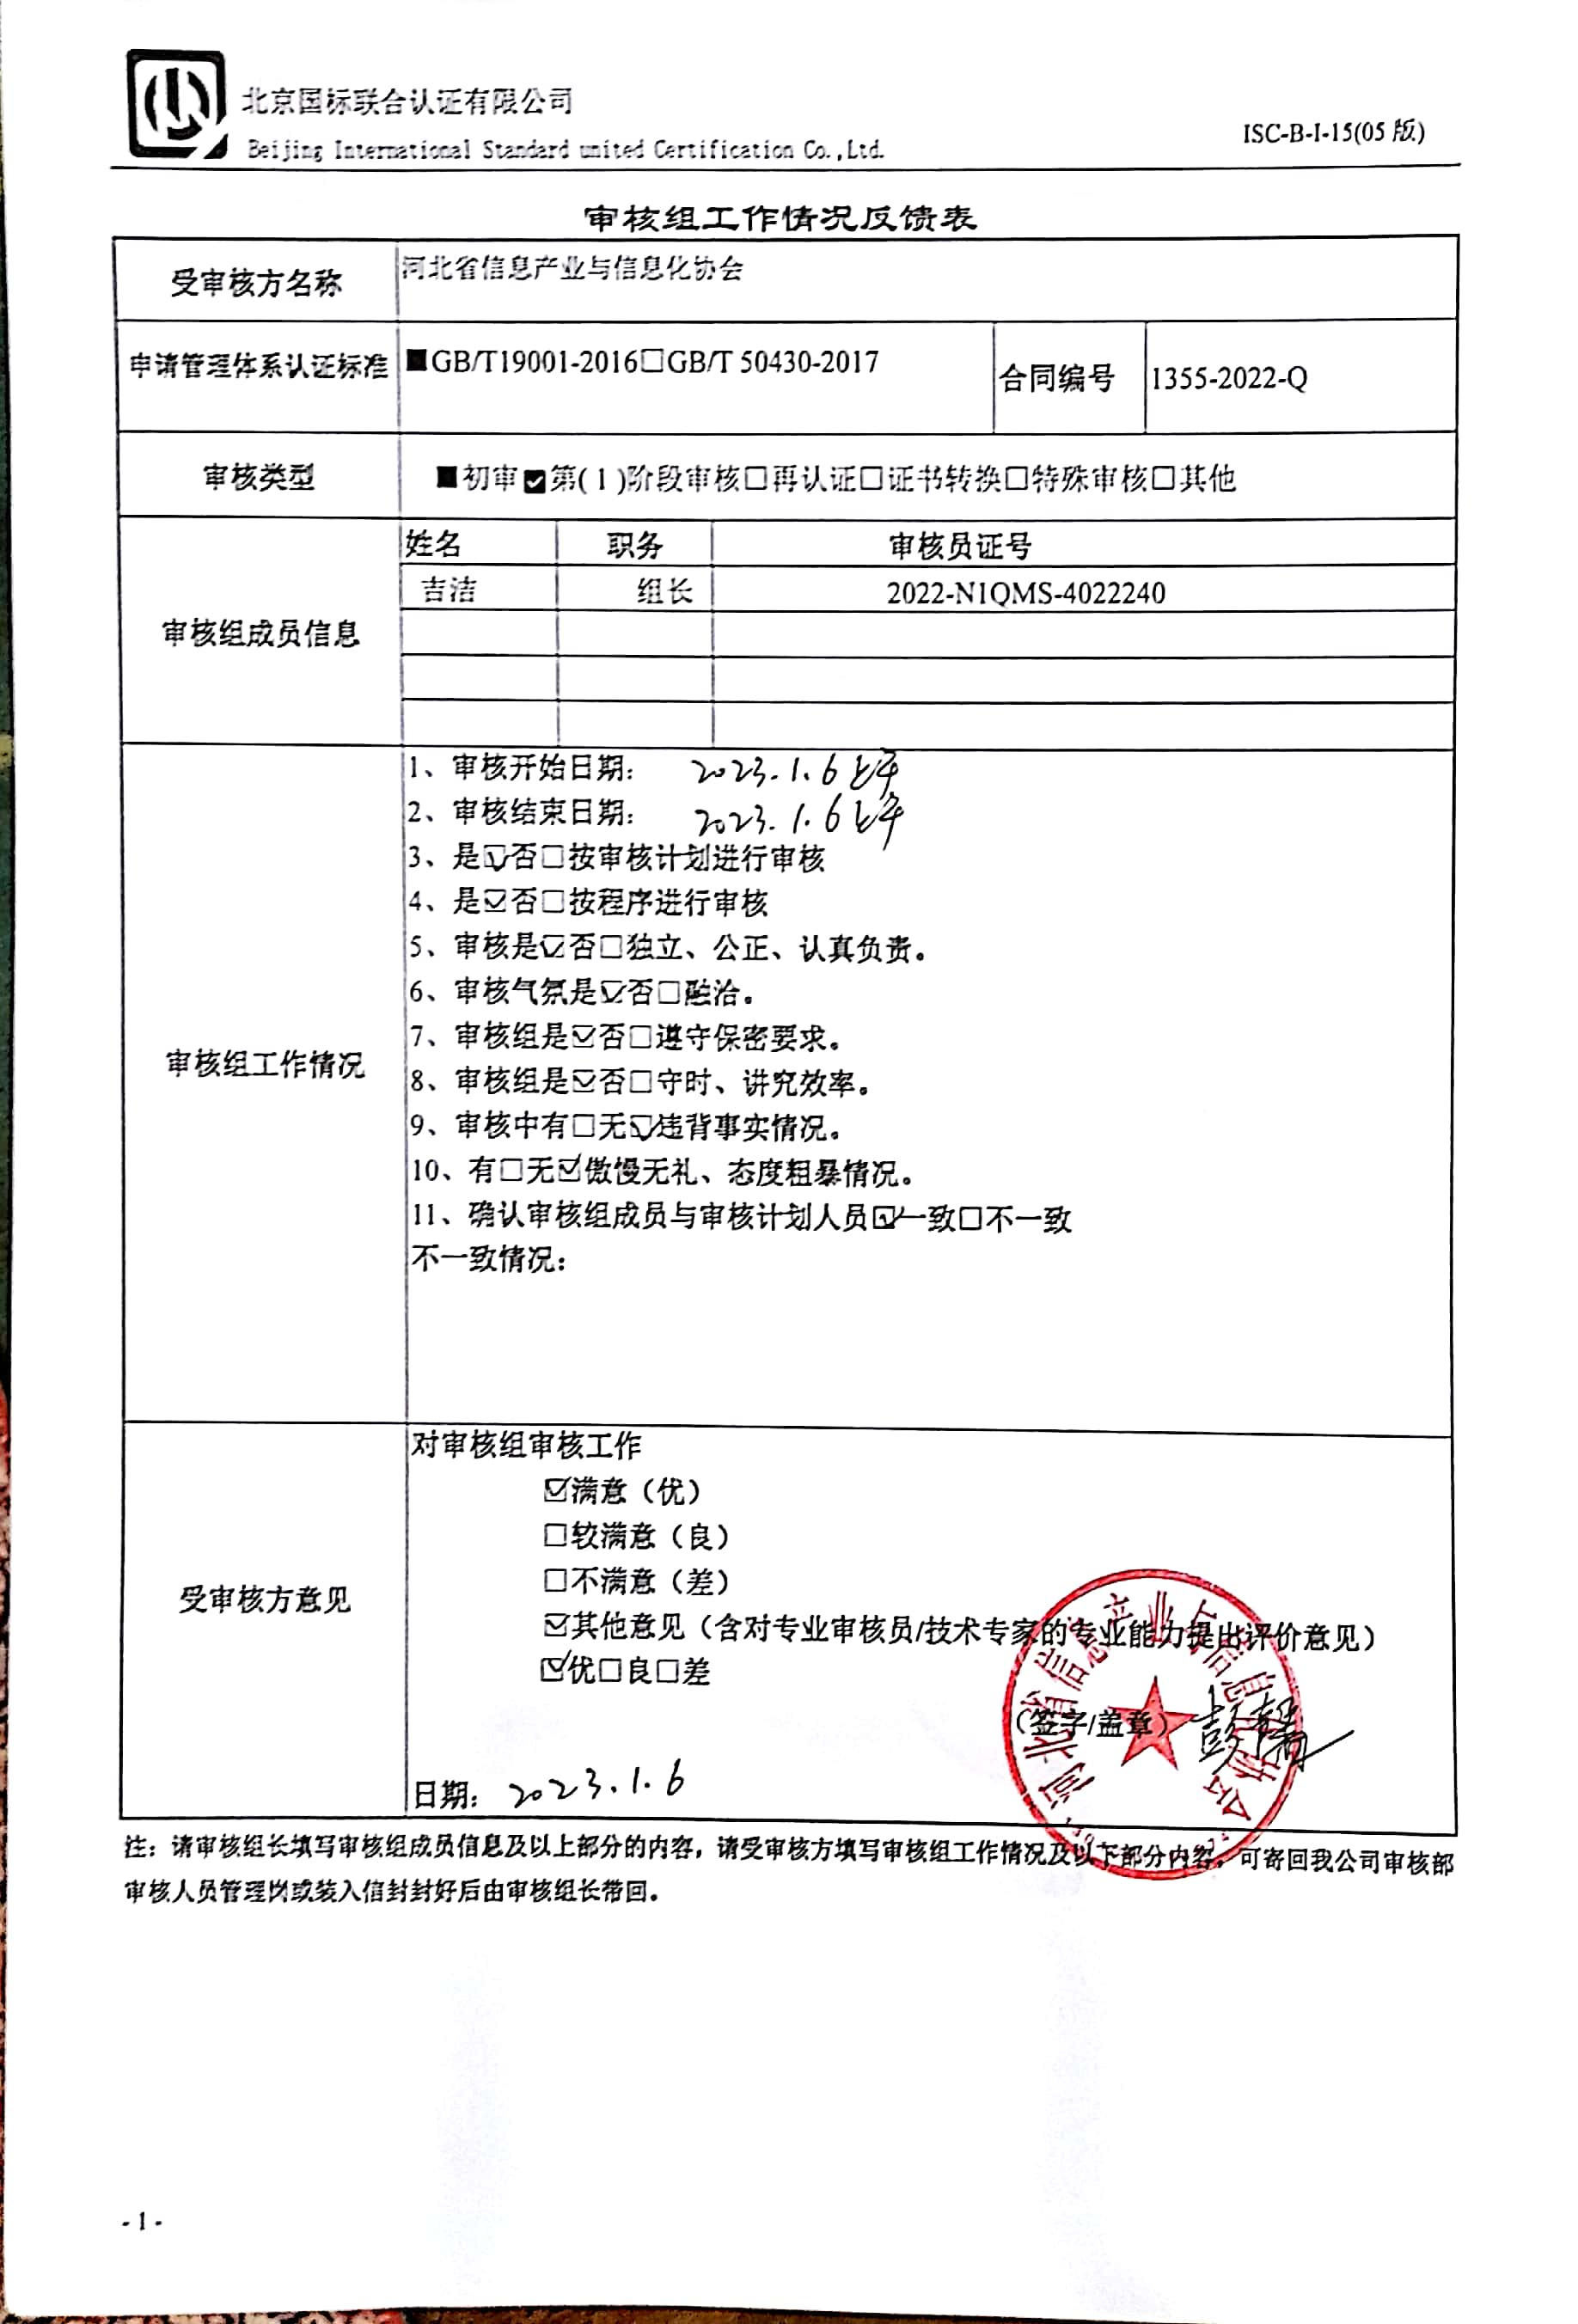 北京国标联合认证有限公司
Beijing International Standard united Certification Co.,Ltd.
ISC-B-I-15(05 版)
审核组工作情况反馈表
受审核方名称 河北省信息产业与信息化协会
申请管理体系认证标准 ■GB/T19001-2016□GB/T 50430-2017 合同编号 1355-2022-Q
审核类型 ■初审☑第(1)阶段审核□再认证□证书转换□特殊审核□其他
审核组成员信息
姓名 职务 审核员证号
吉洁 组长 2022-N1QMS-4022240
审核组工作情况
1、审核开始日期： 2023.1.6上午
2、审核结束日期： 2023.1.6上午
3、是☑否□按审核计划进行审核
4、是☑否□按程序进行审核
5、审核是☑否□独立、公正、认真负责。
6、审核气氛是☑否□融洽。
7、审核组是☑否□遵守保密要求。
8、审核组是☑否□守时、讲究效率。
9、审核中有□无☑违背事实情况。
10、有□无☑傲慢无礼、态度粗暴情况。
11、确认审核组成员与审核计划人员☑一致□不一致
不一致情况：
受审核方意见
对审核组审核工作
☑满意（优）
□较满意（良）
□不满意（差）
☑其他意见（含对专业审核员/技术专家的专业能力提出评价意见）
☑优□良□差
（签字/盖章）
河北省信息产业与信息化协会
日期： 2023.1.6
注：请审核组长填写审核组成员信息及以上部分的内容，请受审核方填写审核组工作情况及以下部分内容，可寄回我公司审核部
审核人员管理岗或装入信封封好后由审核组长带回。
- 1 -